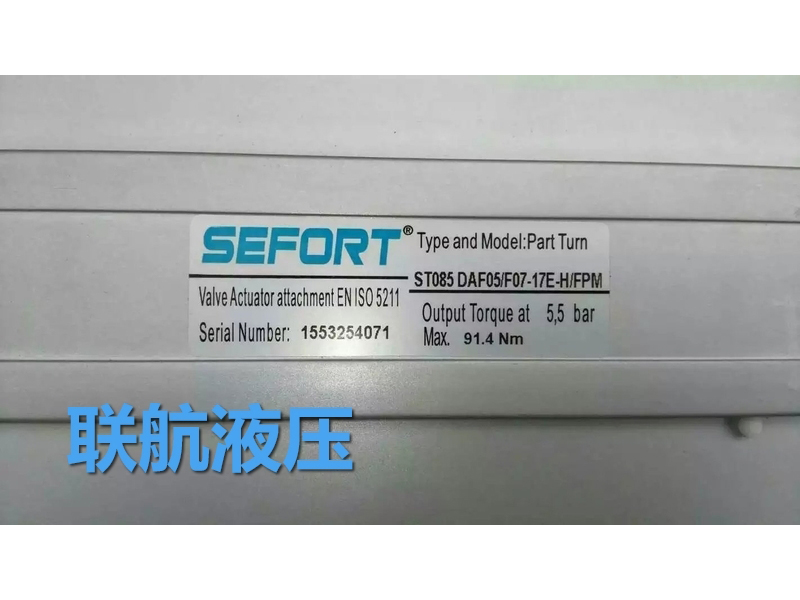 SEFORT®
Valve Actuator attachment EN ISO 5211
Serial Number: 1553254071
Type and Model:Part Turn
ST085 DAF05/F07-17E-H/FPM
Output Torque at 5,5 bar
Max. 91.4 Nm
联航液压